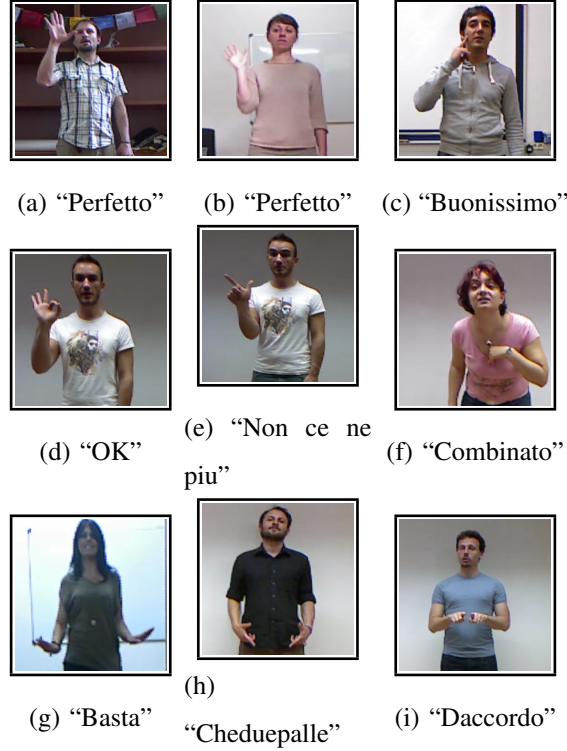 (a) “Perfetto”
(b) “Perfetto”
(c) “Buonissimo”
(d) “OK”
(e) “Non ce ne
piu”
(f) “Combinato”
(g) “Basta”
(h)
“Cheduepalle”
(i) “Daccordo”